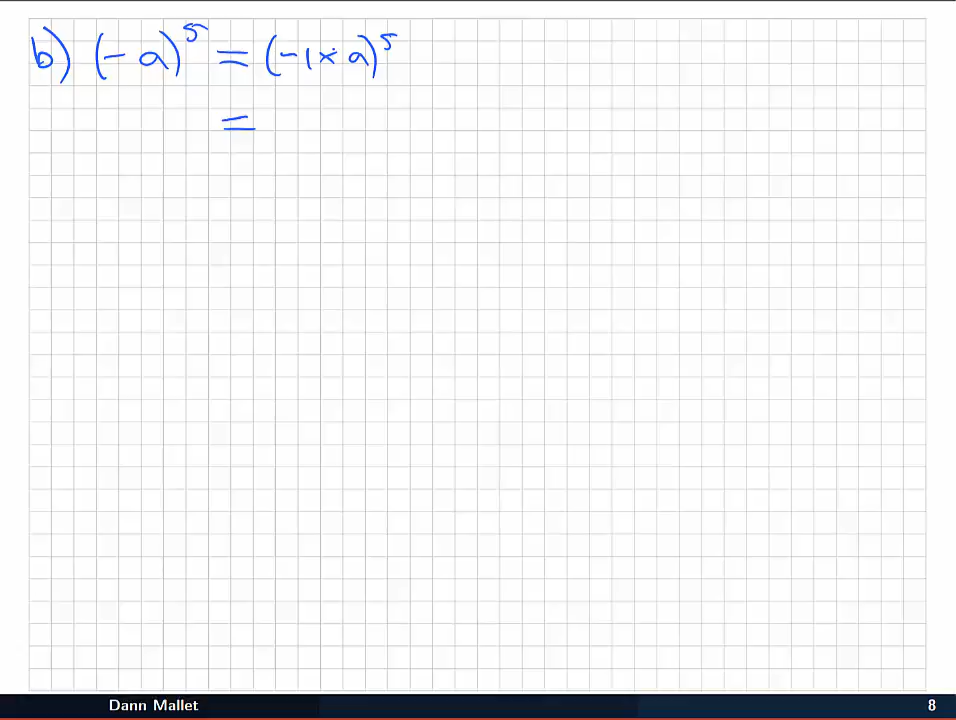 b) (-a)⁵ = (-1×a)⁵
=
Dann Mallet 8